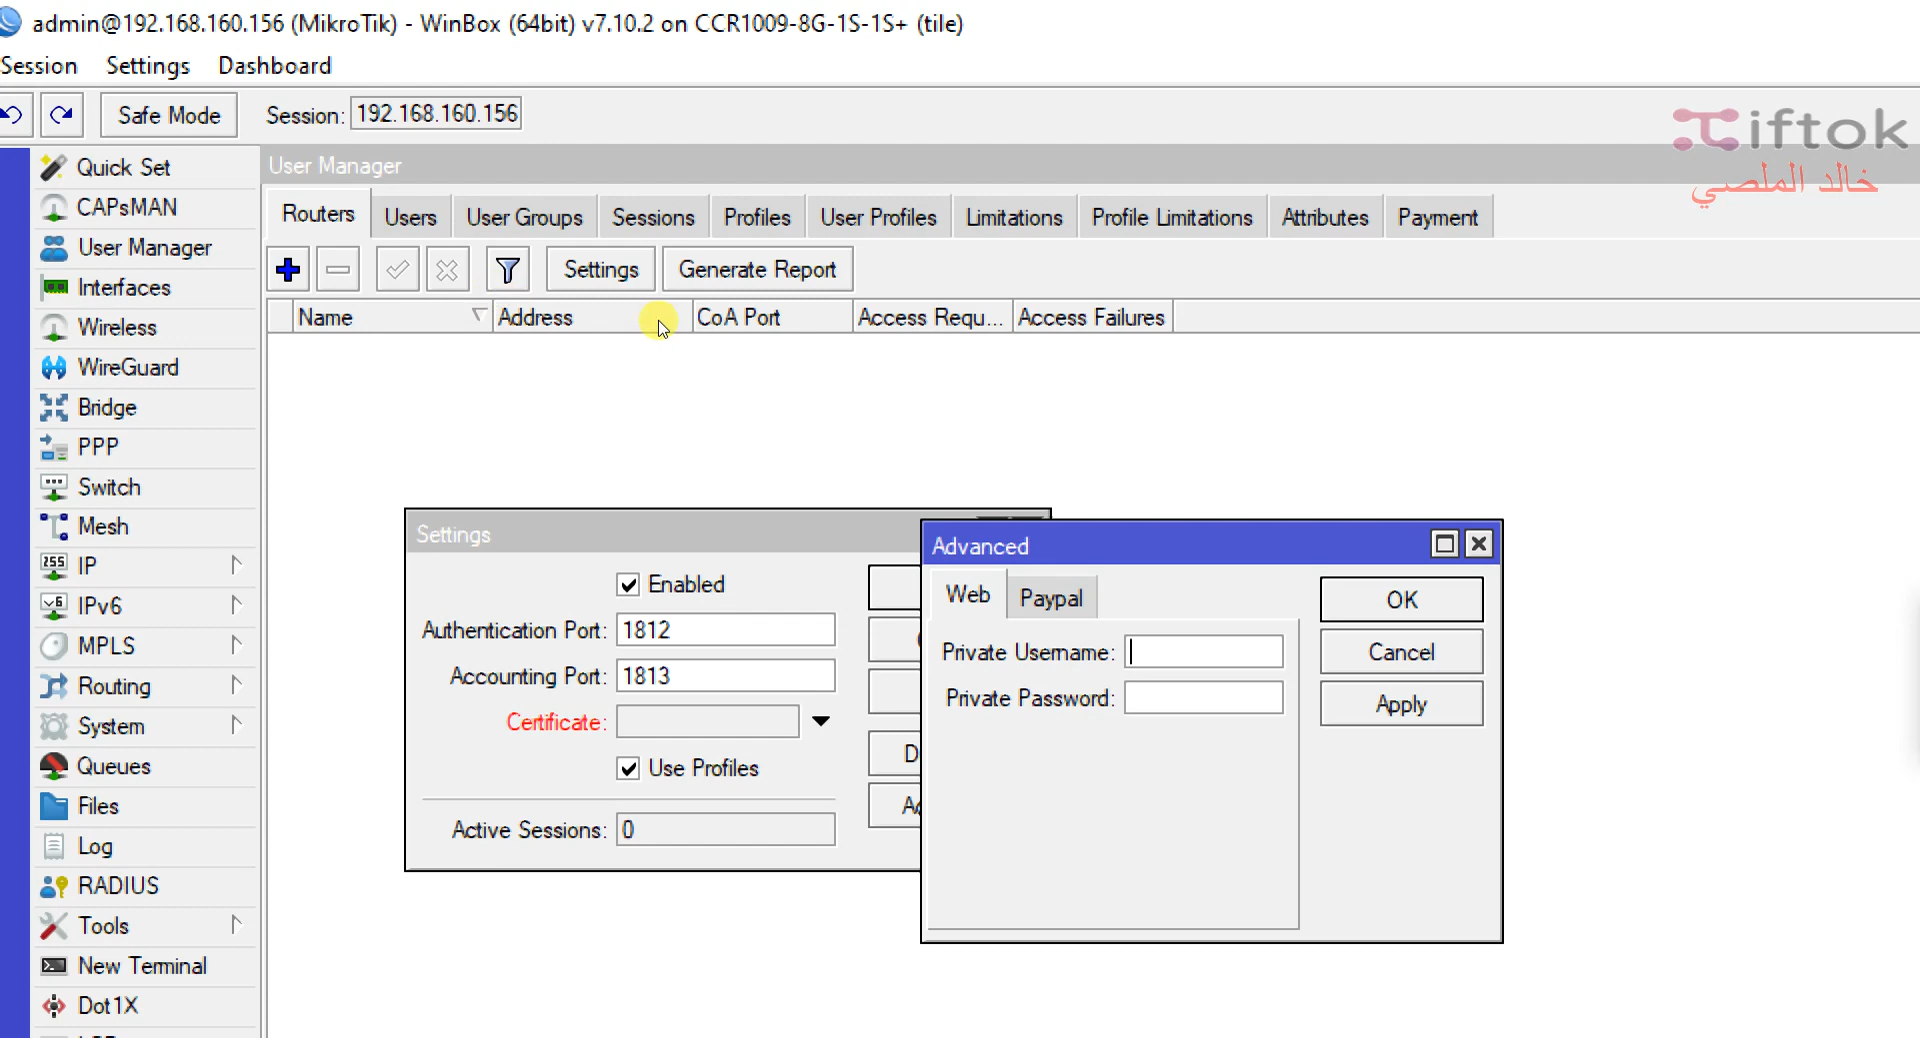 admin@192.168.160.156 (MikroTik) - WinBox (64bit) v7.10.2 on CCR1009-8G-1S-1S+ (tile)
Session Settings Dashboard
Safe Mode Session: 192.168.160.156
iftok
خالد الملصي
Quick Set
CAPsMAN
User Manager
Interfaces
Wireless
WireGuard
Bridge
PPP
Switch
Mesh
IP
IPv6
MPLS
Routing
System
Queues
Files
Log
RADIUS
Tools
New Terminal
Dot1X
User Manager
Routers Users User Groups Sessions Profiles User Profiles Limitations Profile Limitations Attributes Payment
Settings Generate Report
Name Address CoA Port Access Requ... Access Failures
Settings
Enabled
Authentication Port: 1812
Accounting Port: 1813
Certificate:
Use Profiles
Active Sessions: 0
Advanced
Web Paypal
Private Username:
Private Password:
OK
Cancel
Apply